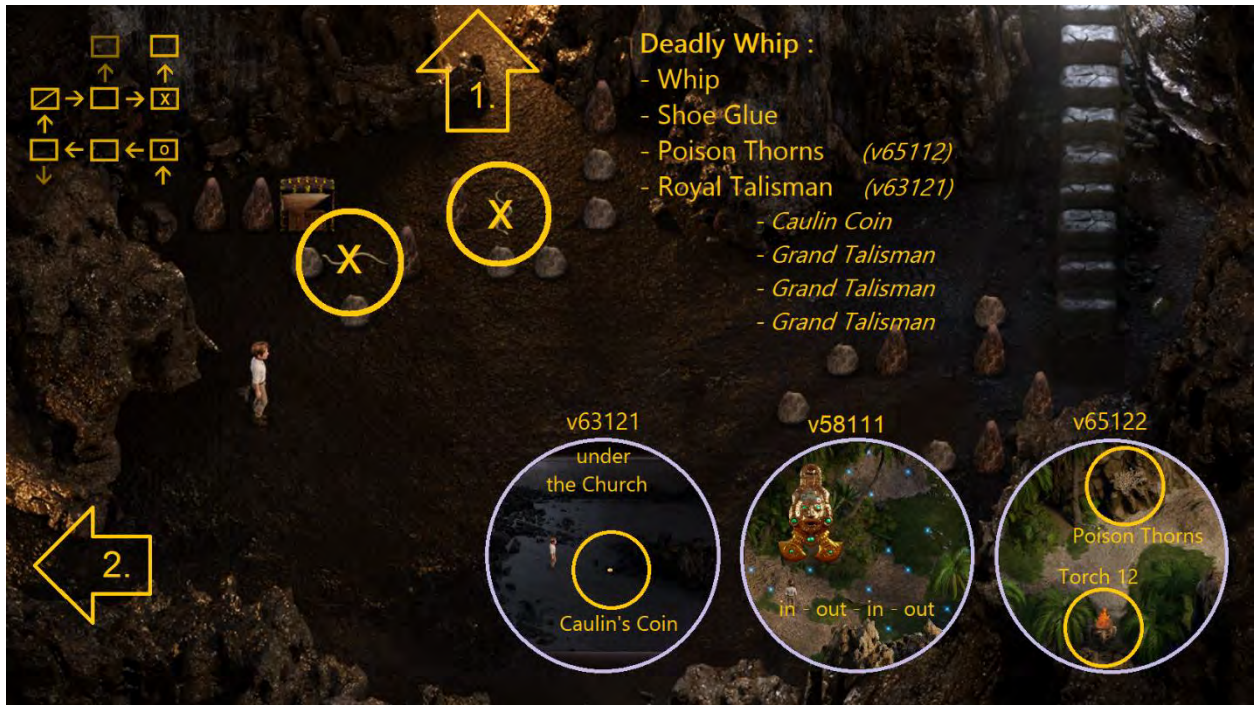 1.
X
O
X
X
2.
Deadly Whip :
- Whip
- Shoe Glue
- Poison Thorns (v65112)
- Royal Talisman (v63121)
- Caulin Coin
- Grand Talisman
- Grand Talisman
- Grand Talisman
v63121
under
the Church
Caulin's Coin
v58111
in - out - in - out
v65122
Poison Thorns
Torch 12